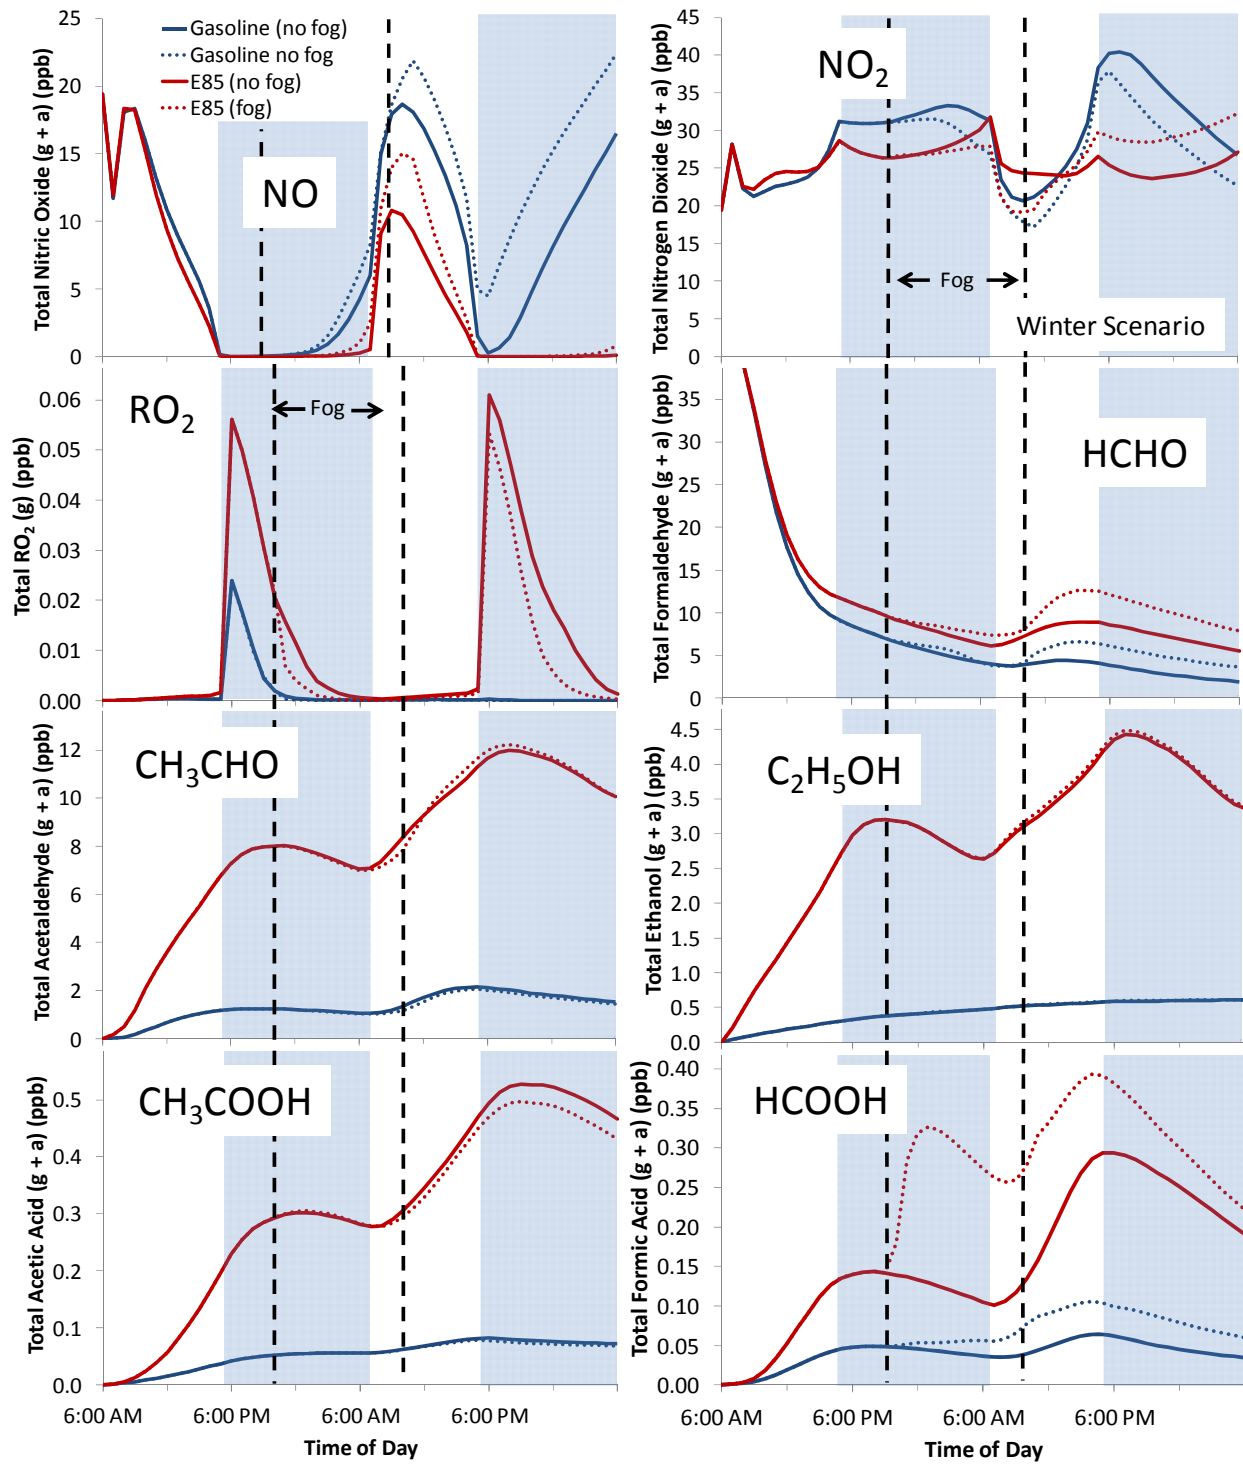 Total Nitric Oxide (g + a) (ppb)
25
20
15
10
5
0
Gasoline (no fog)
Gasoline no fog
E85 (no fog)
E85 (fog)
NO
Total Nitrogen Dioxide (g + a) (ppb)
45
40
35
30
25
20
15
10
5
0
NO₂
Fog
Winter Scenario
Total RO₂ (g) (ppb)
0.06
0.05
0.04
0.03
0.02
0.01
0.00
RO₂
Fog
Total Formaldehyde (g + a) (ppb)
35
30
25
20
15
10
5
0
HCHO
Total Acetaldehyde (g + a) (ppb)
12
10
8
6
4
2
0
CH₃CHO
Total Ethanol (g + a) (ppb)
4.5
4.0
3.5
3.0
2.5
2.0
1.5
1.0
0.5
0.0
C₂H₅OH
Total Acetic Acid (g + a) (ppb)
0.5
0.4
0.3
0.2
0.1
0.0
CH₃COOH
6:00 AM 6:00 PM 6:00 AM 6:00 PM
Time of Day
Total Formic Acid (g + a) (ppb)
0.40
0.35
0.30
0.25
0.20
0.15
0.10
0.05
0.00
HCOOH
6:00 AM 6:00 PM 6:00 AM 6:00 PM
Time of Day